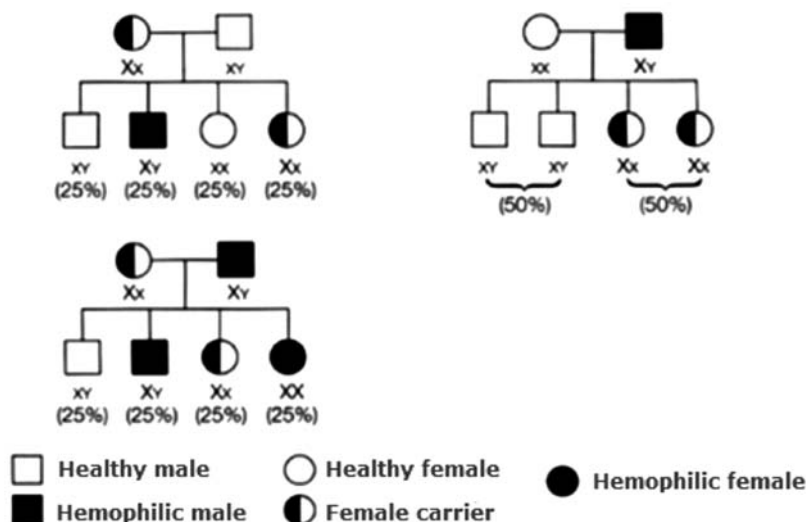 Xx xY
xY Xy xx Xx
(25%) (25%) (25%) (25%)
xx Xy
xY xY Xx Xx
(50%) (50%)
Xx Xy
xY Xy Xx XX
(25%) (25%) (25%) (25%)
Healthy male
Healthy female
Hemophilic female
Hemophilic male
Female carrier